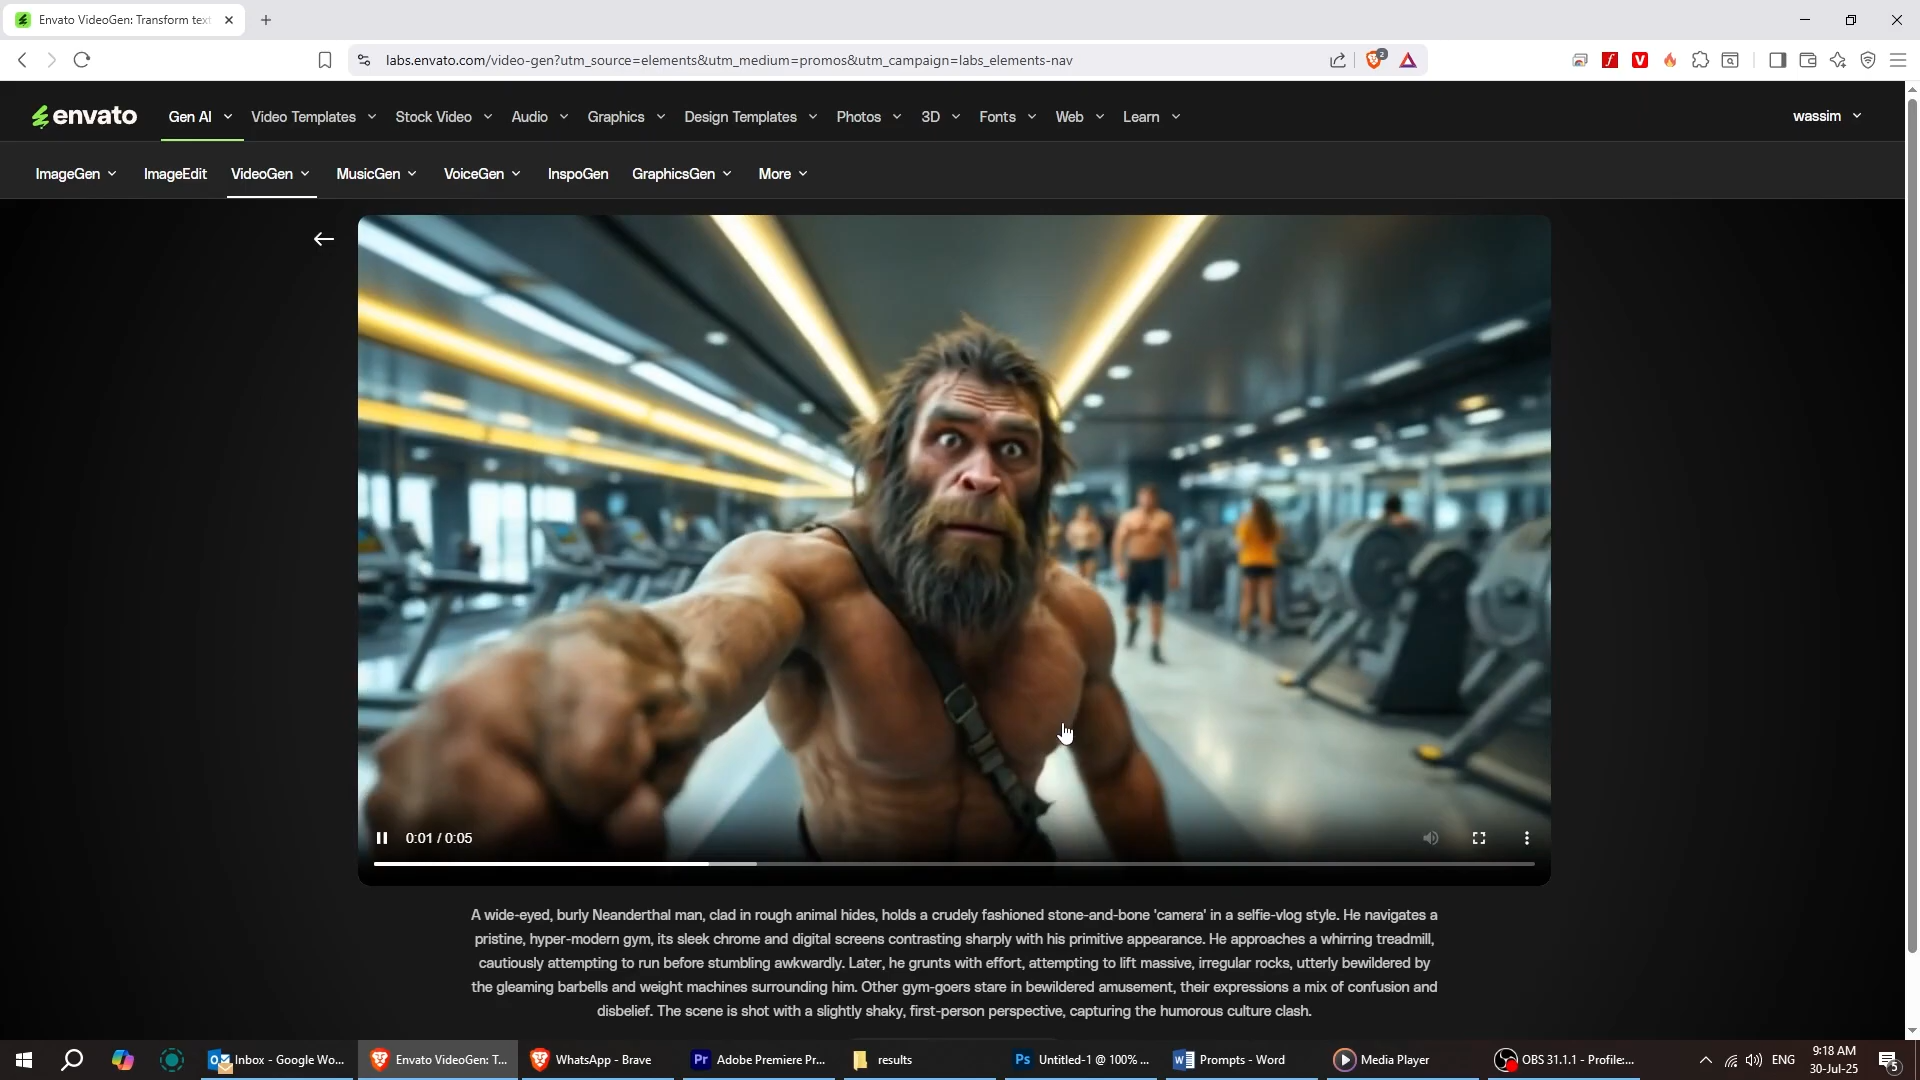 Envato VideoGen: Transform text
labs.envato.com/video-gen?utm_source=elements&utm_medium=promos&utm_campaign=labs_elements-nav
2
envato
Gen AI
Video Templates
Stock Video
Audio
Graphics
Design Templates
Photos
3D
Fonts
Web
Learn
wassim
ImageGen
ImageEdit
VideoGen
MusicGen
VoiceGen
InspoGen
GraphicsGen
More
0:01 / 0:05
A wide-eyed, burly Neanderthal man, clad in rough animal hides, holds a crudely fashioned stone-and-bone 'camera' in a selfie-vlog style. He navigates a
pristine, hyper-modern gym, its sleek chrome and digital screens contrasting sharply with his primitive appearance. He approaches a whirring treadmill,
cautiously attempting to run before stumbling awkwardly. Later, he grunts with effort, attempting to lift massive, irregular rocks, utterly bewildered by
the gleaming barbells and weight machines surrounding him. Other gym-goers stare in bewildered amusement, their expressions a mix of confusion and
disbelief. The scene is shot with a slightly shaky, first-person perspective, capturing the humorous culture clash.
Inbox - Google Wo...
Envato VideoGen: T...
WhatsApp - Brave
Pr
Adobe Premiere Pr...
results
Ps
Untitled-1 @ 100% ...
Prompts - Word
Media Player
OBS 31.1.1 - Profile:...
ENG
9:18 AM
30-Jul-25
5